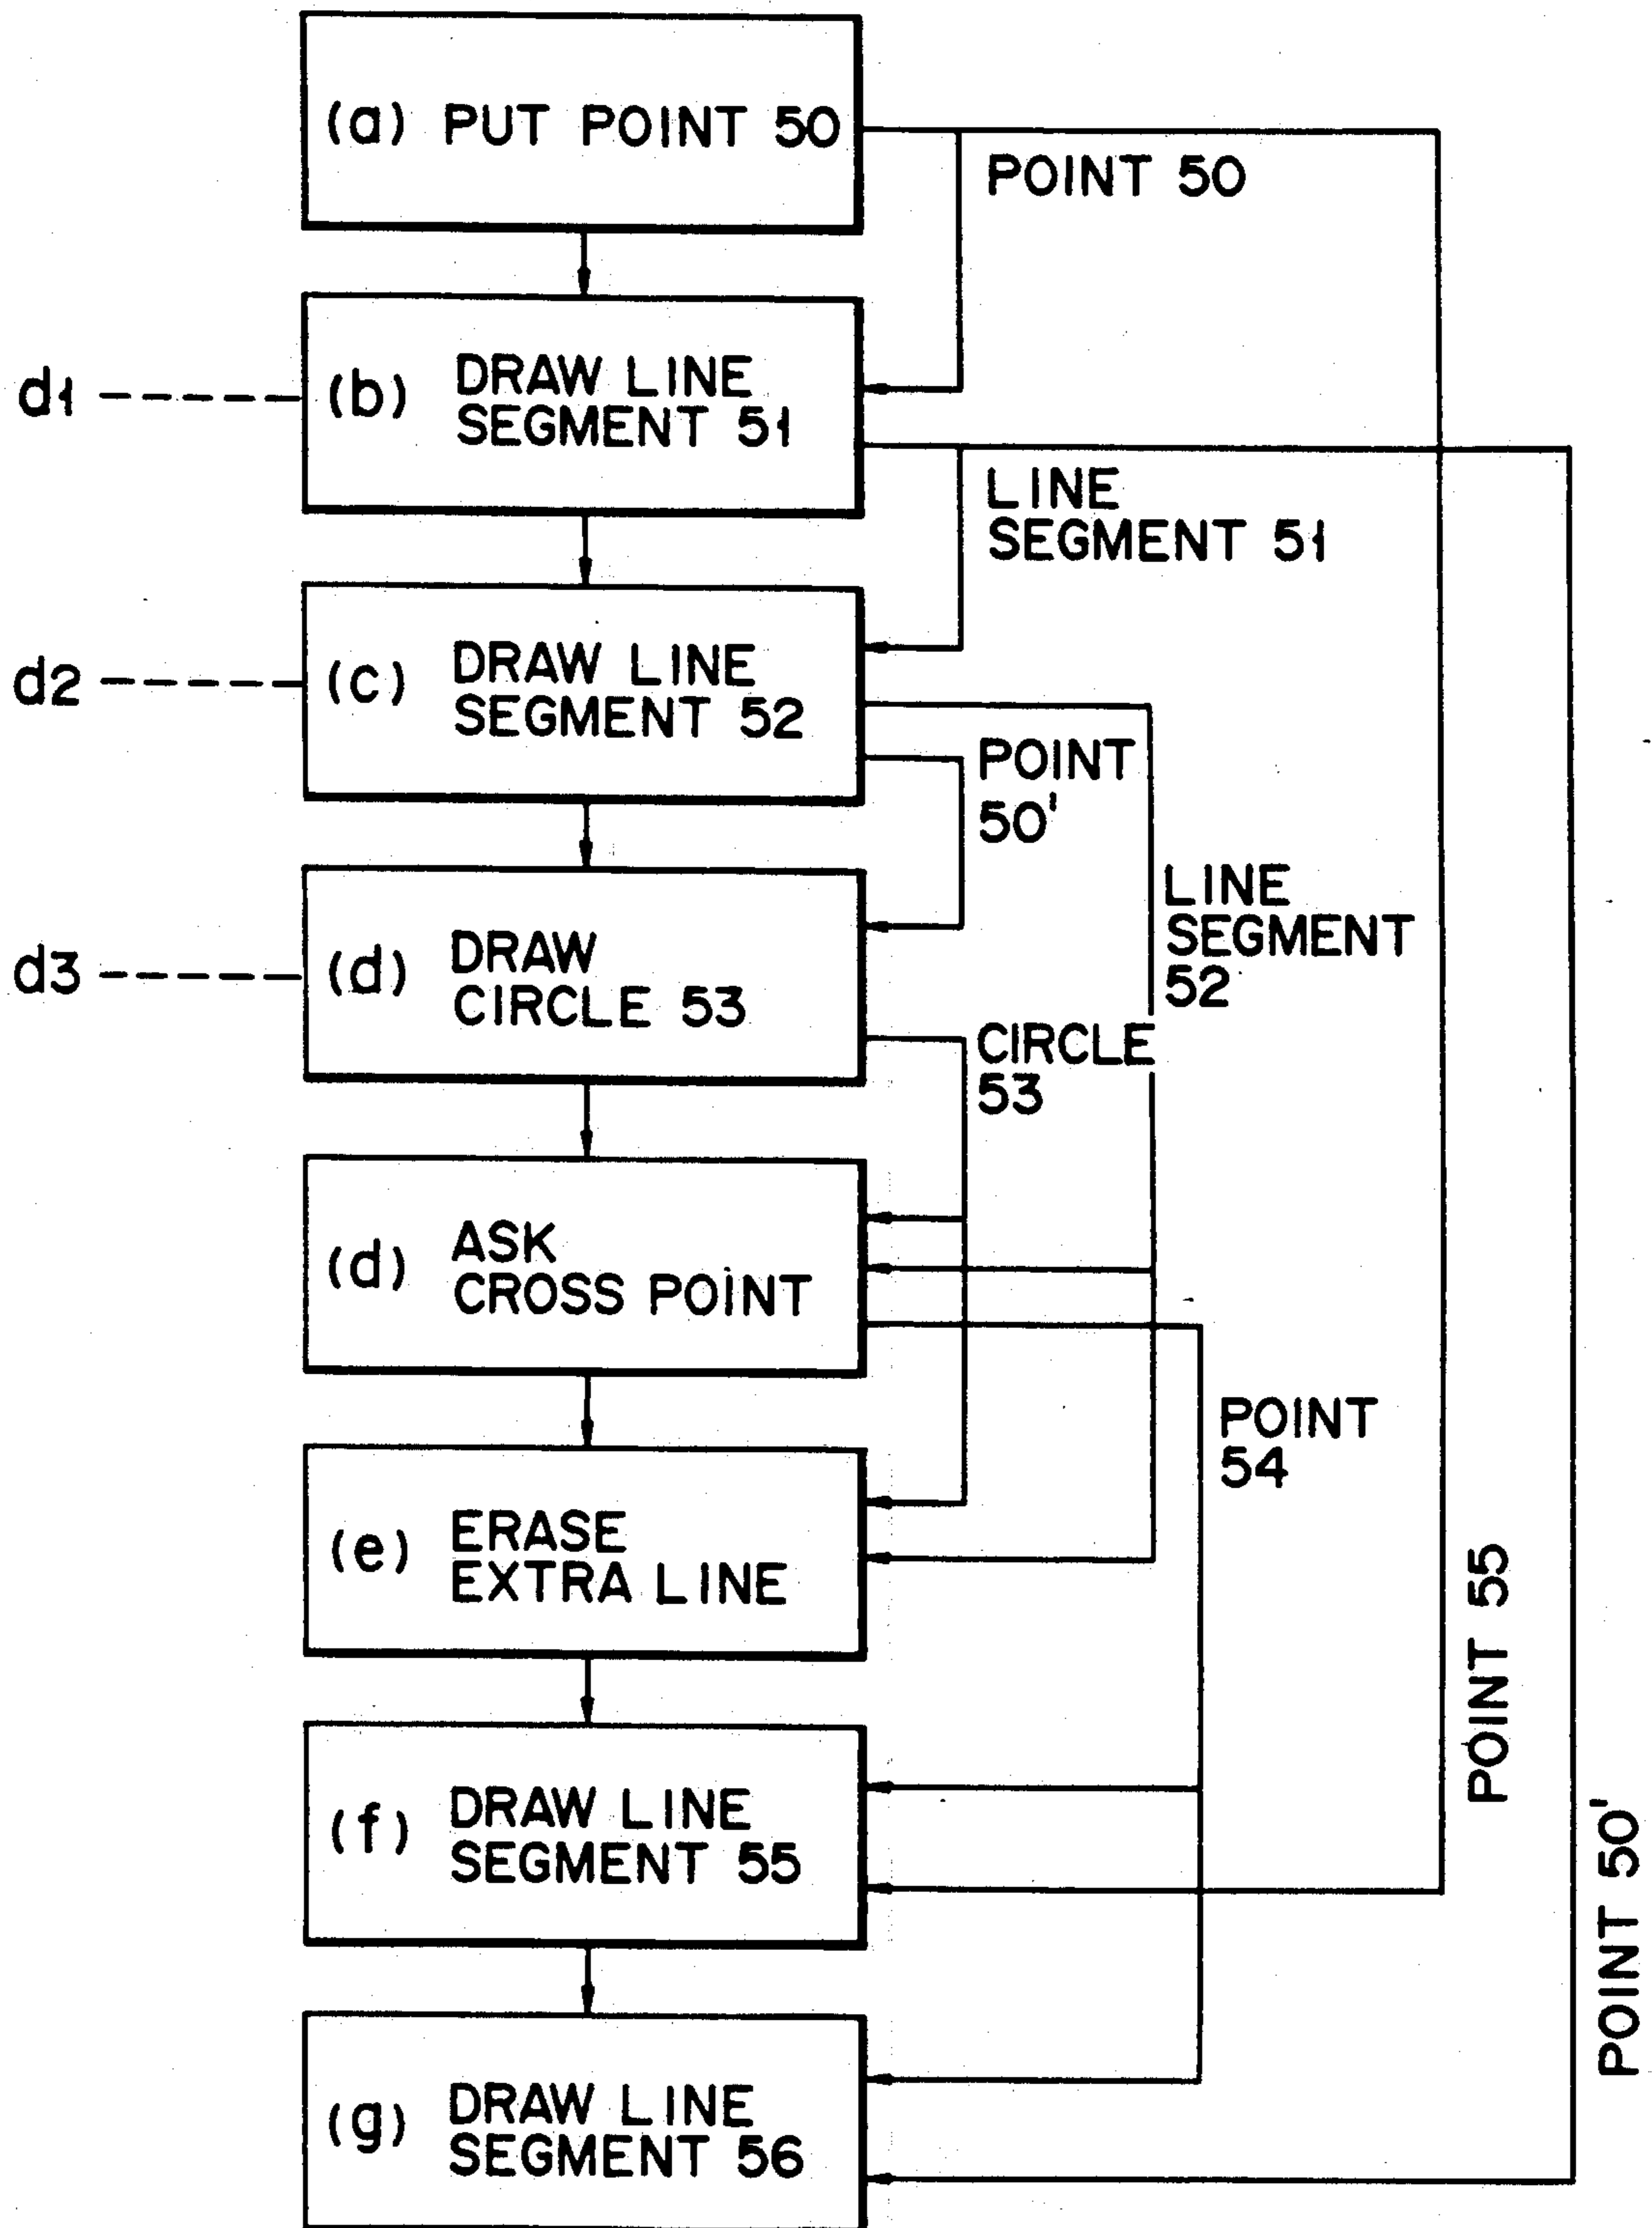 (a) PUT POINT 50
POINT 50
d1
(b) DRAW LINE
SEGMENT 51
LINE
SEGMENT 51
d2
(c) DRAW LINE
SEGMENT 52
POINT
50'
LINE
SEGMENT
52
d3
(d) DRAW
CIRCLE 53
CIRCLE
53
(d) ASK
CROSS POINT
POINT
54
(e) ERASE
EXTRA LINE
POINT 55
(f) DRAW LINE
SEGMENT 55
POINT 50'
(g) DRAW LINE
SEGMENT 56